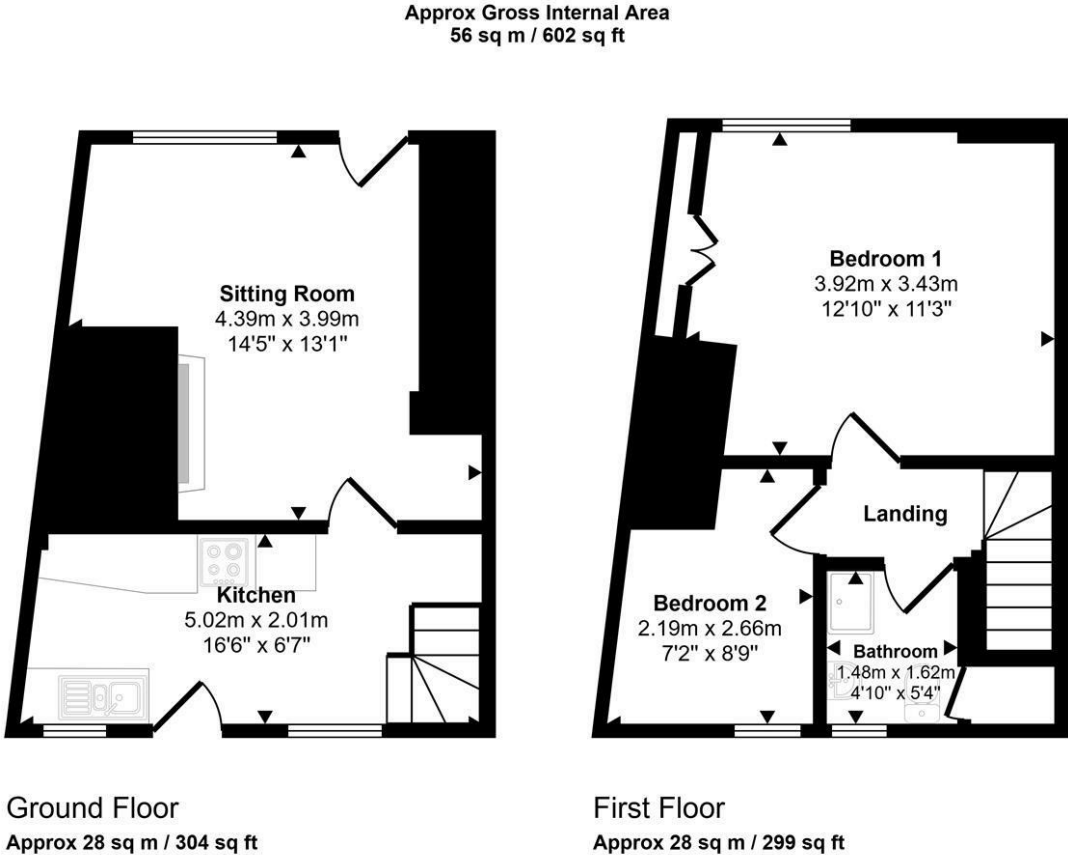 Approx Gross Internal Area
56 sq m / 602 sq ft
Sitting Room
4.39m x 3.99m
14'5" x 13'1"
Kitchen
5.02m x 2.01m
16'6" x 6'7"
Bedroom 1
3.92m x 3.43m
12'10" x 11'3"
Landing
Bedroom 2
2.19m x 2.66m
7'2" x 8'9"
Bathroom
1.48m x 1.62m
4'10" x 5'4"
Ground Floor
Approx 28 sq m / 304 sq ft
First Floor
Approx 28 sq m / 299 sq ft